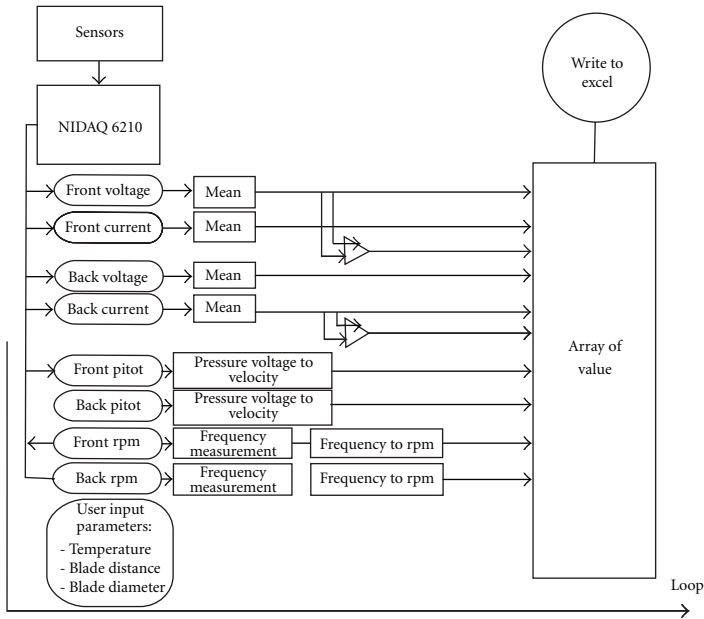 Sensors
Write to
excel
NIDAQ 6210
Front voltage
Mean
Front current
Mean
Back voltage
Mean
Back current
Mean
Array of
value
Front pitot
Pressure voltage to
velocity
Back pitot
Pressure voltage to
velocity
Front rpm
Frequency
measurement
Frequency to rpm
Back rpm
Frequency
measurement
Frequency to rpm
User input
parameters:
- Temperature
- Blade distance
- Blade diameter
Loop